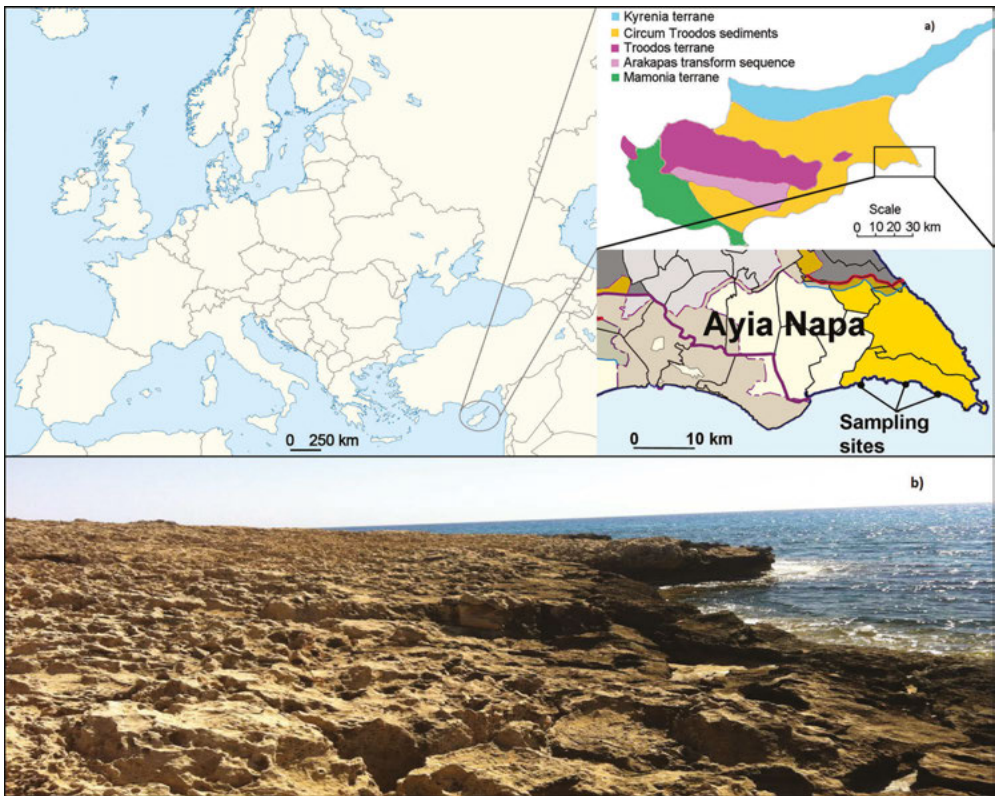 Kyrenia terrane
a)
Circum Troodos sediments
Troodos terrane
Arakapas transform sequence
Mamonia terrane
Scale
0 10 20 30 km
Ayia Napa
Sampling
sites
0 10 km
0 250 km
b)